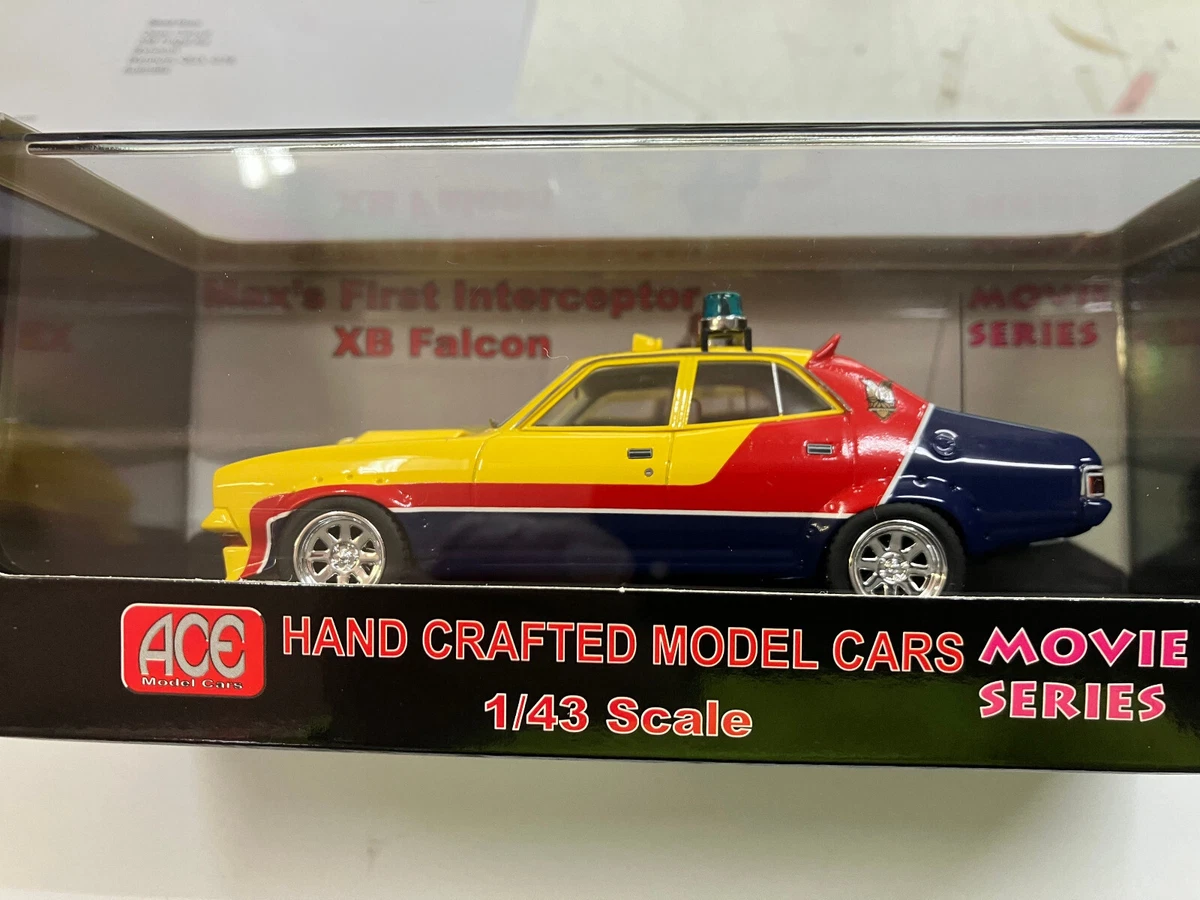 Max's First Interceptor
XB Falcon
MOVIE
SERIES
ACE
Model Cars
HAND CRAFTED MODEL CARS
MOVIE
SERIES
1/43 Scale